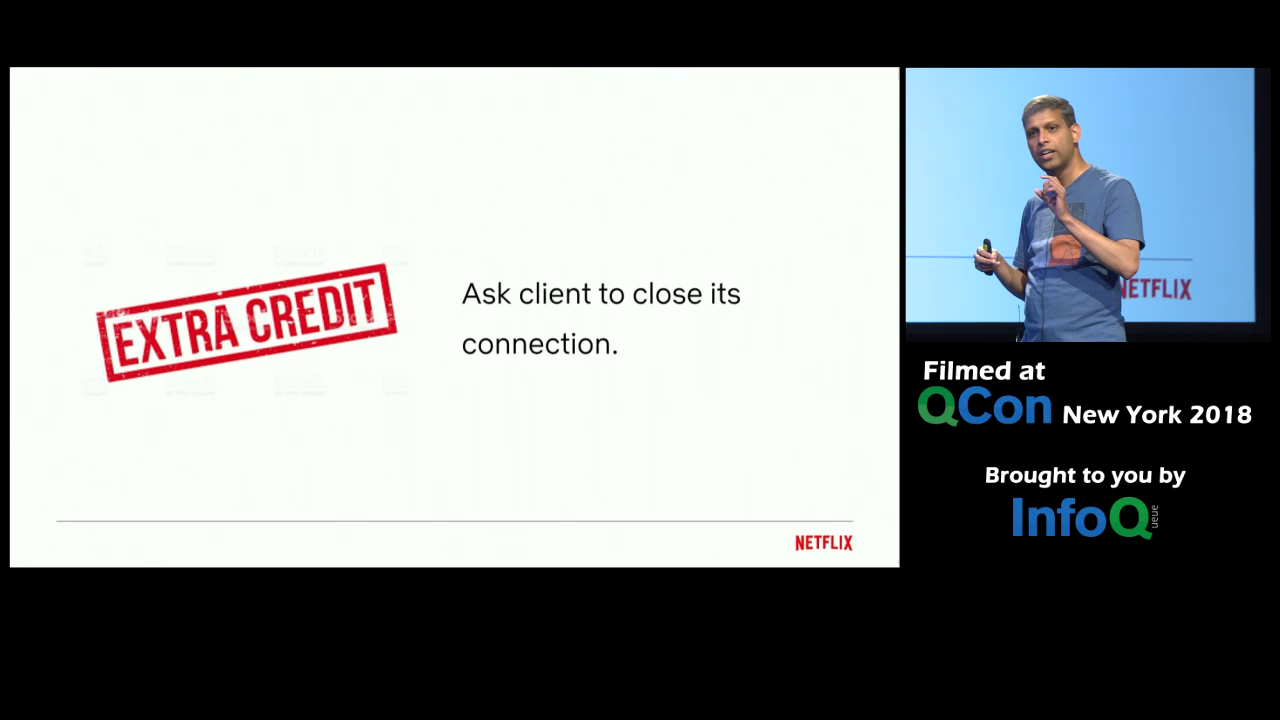 EXTRA CREDIT
Ask client to close its
connection.
NETFLIX
NETFLIX
Filmed at
QCon New York 2018
Brought to you by
InfoQueue